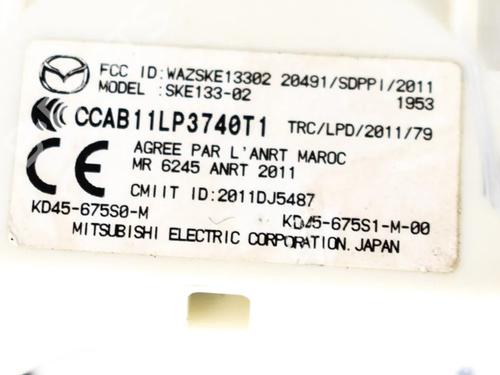 FCC ID:WAZSKE13302 20491/SDPPI/2011
MODEL :SKE133-02 1953
CCAB11LP3740T1 TRC/LPD/2011/79
AGREE PAR L'ANRT MAROC
MR 6245 ANRT 2011
CE
CMIIT ID:2011DJ5487
KD45-675S0-M KD45-675S1-M-00
MITSUBISHI ELECTRIC CORPORATION.JAPAN